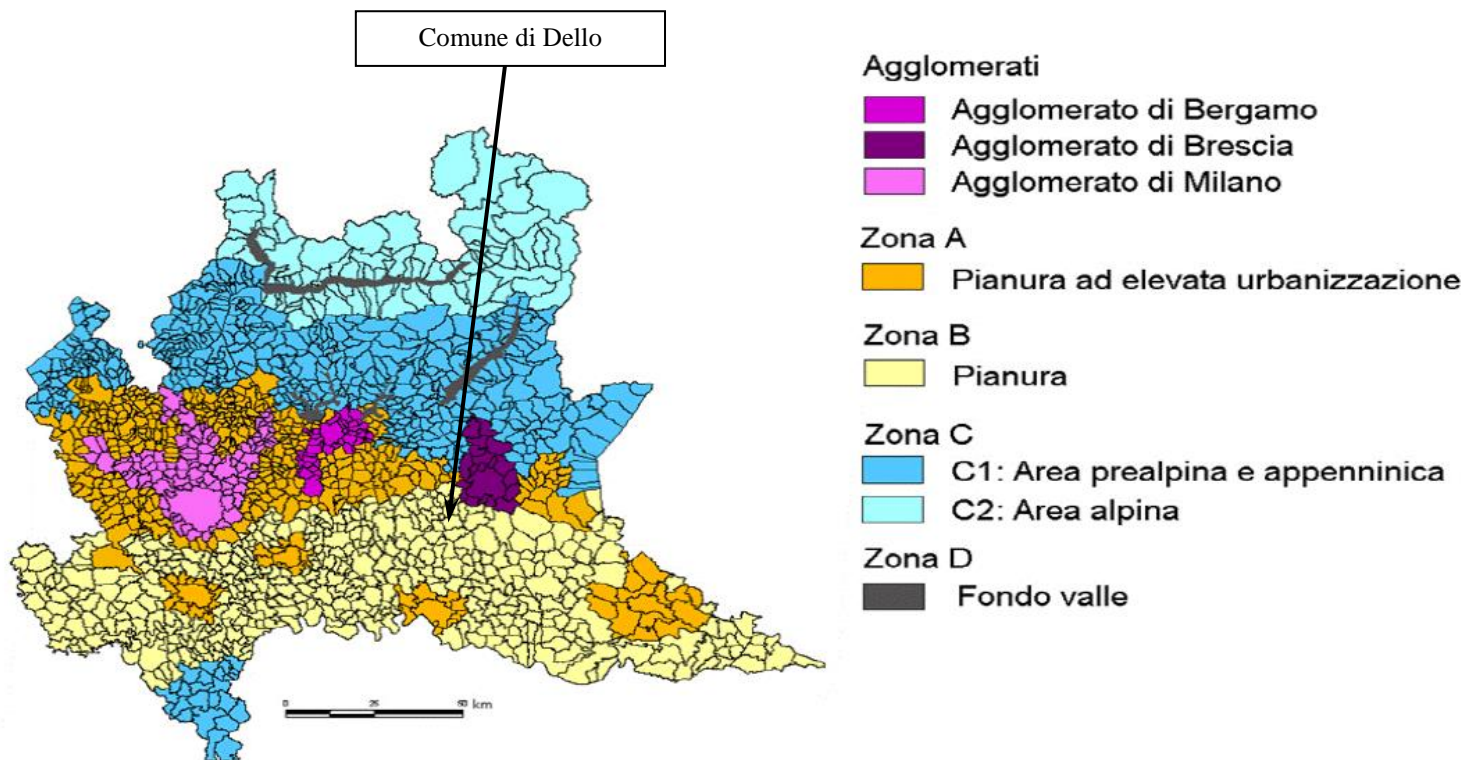 Comune di Dello
Agglomerati
Agglomerato di Bergamo
Agglomerato di Brescia
Agglomerato di Milano
Zona A
Pianura ad elevata urbanizzazione
Zona B
Pianura
Zona C
C1: Area prealpina e appenninica
C2: Area alpina
Zona D
Fondo valle
0 25 50 km